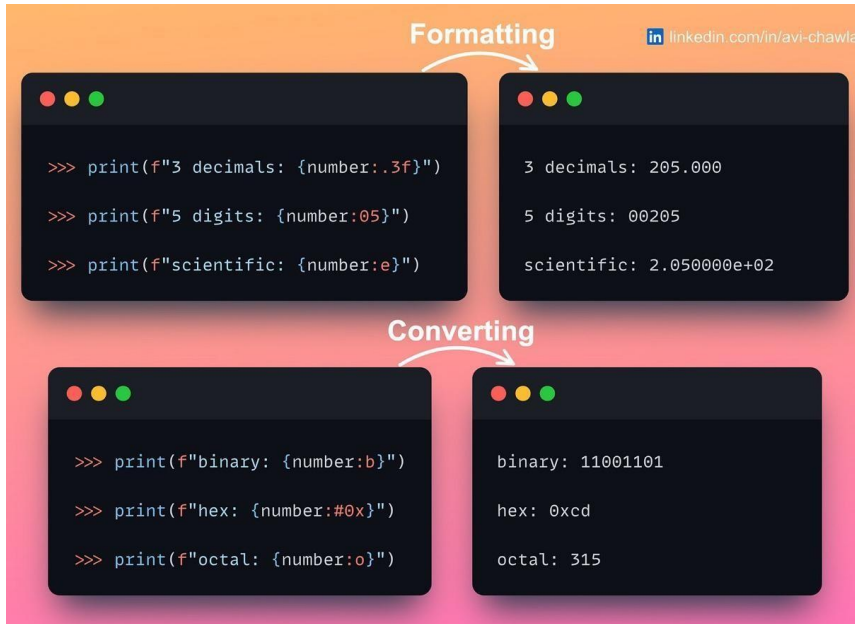 Formatting
in linkedin.com/in/avi-chawla
>>> print(f"3 decimals: {number:.3f}")
>>> print(f"5 digits: {number:05}")
>>> print(f"scientific: {number:e}")
3 decimals: 205.000
5 digits: 00205
scientific: 2.050000e+02
Converting
>>> print(f"binary: {number:b}")
>>> print(f"hex: {number:#0x}")
>>> print(f"octal: {number:o}")
binary: 11001101
hex: 0xcd
octal: 315